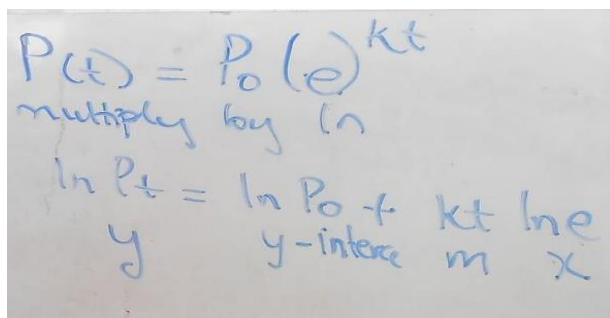 P(t) = P₀(e)^kt
multiply by ln
ln Pt = ln P₀ + kt ln e
y y-interce m x